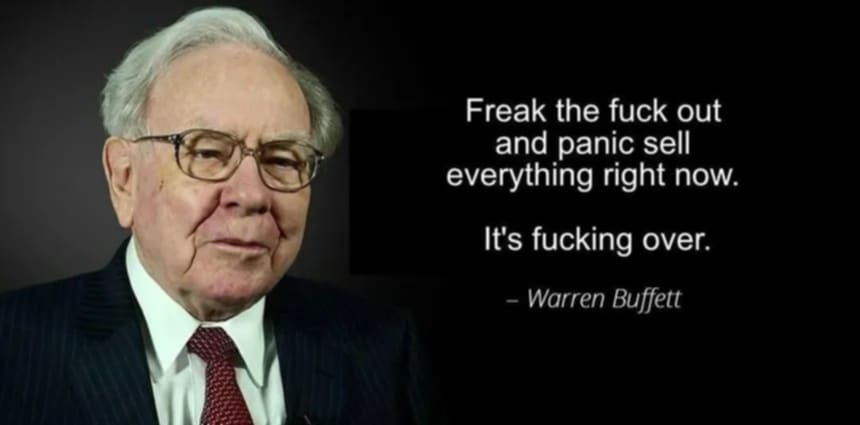 Freak the fuck out
and panic sell
everything right now.
It's fucking over.
– Warren Buffett